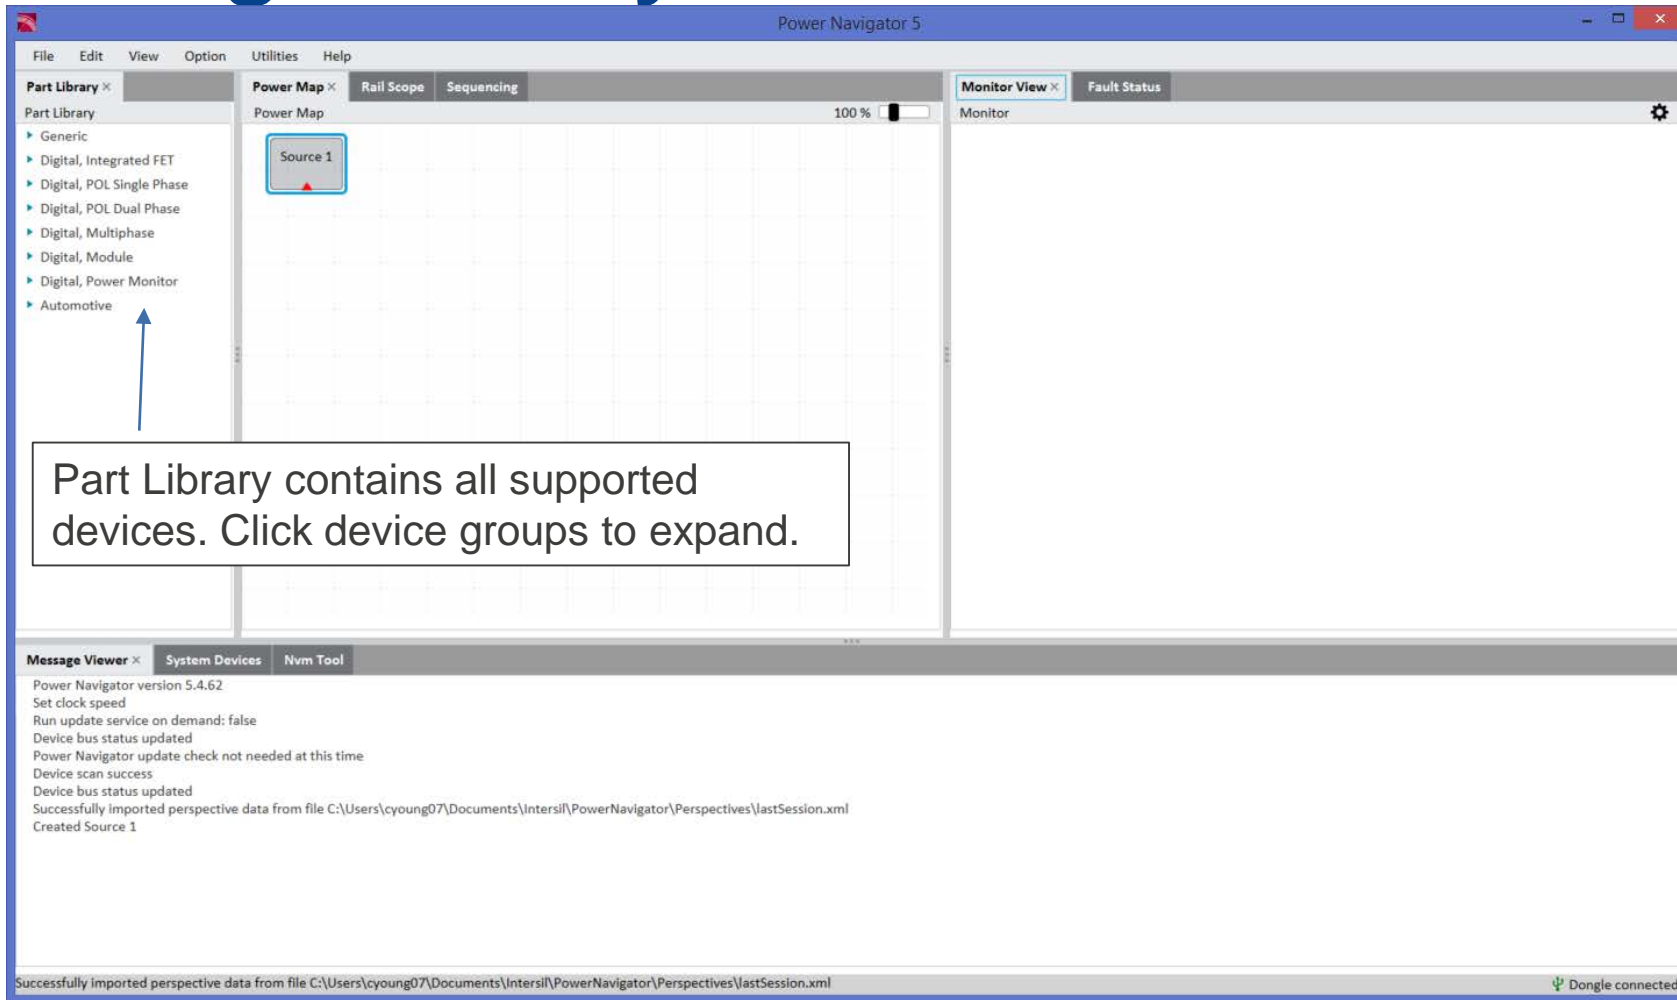 Power Navigator 5
File Edit View Option Utilities Help
Part Library × Power Map × Rail Scope Sequencing Monitor View × Fault Status
Part Library Power Map 100 % Monitor
Generic
Digital, Integrated FET
Digital, POL Single Phase
Digital, POL Dual Phase
Digital, Multiphase
Digital, Module
Digital, Power Monitor
Automotive
Source 1
Part Library contains all supported
devices. Click device groups to expand.
Message Viewer × System Devices Nvm Tool
Power Navigator version 5.4.62
Set clock speed
Run update service on demand: false
Device bus status updated
Power Navigator update check not needed at this time
Device scan success
Device bus status updated
Successfully imported perspective data from file C:\Users\cyoung07\Documents\Intersil\PowerNavigator\Perspectives\lastSession.xml
Created Source 1
Successfully imported perspective data from file C:\Users\cyoung07\Documents\Intersil\PowerNavigator\Perspectives\lastSession.xml Dongle connected